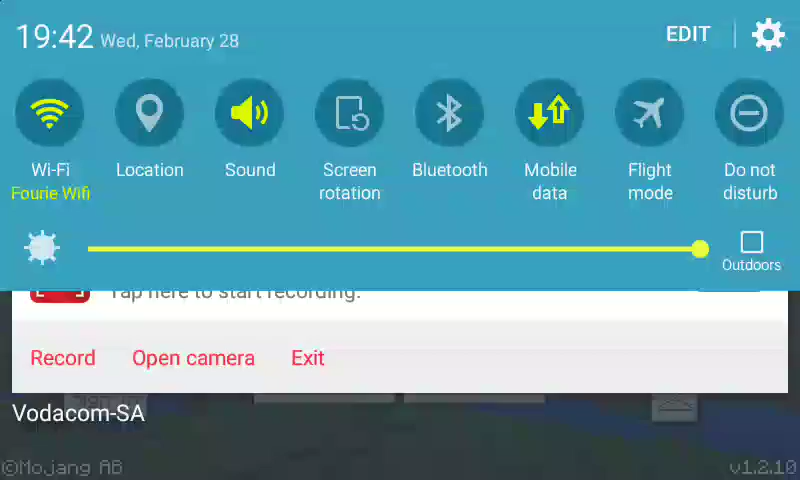 19:42 Wed, February 28 EDIT
Wi-Fi
Fourie Wifi
Location
Sound
Screen
rotation
Bluetooth
Mobile
data
Flight
mode
Do not
disturb
Outdoors
Tap here to start recording.
Record Open camera Exit
Vodacom-SA
©Mojang AB v1.2.10